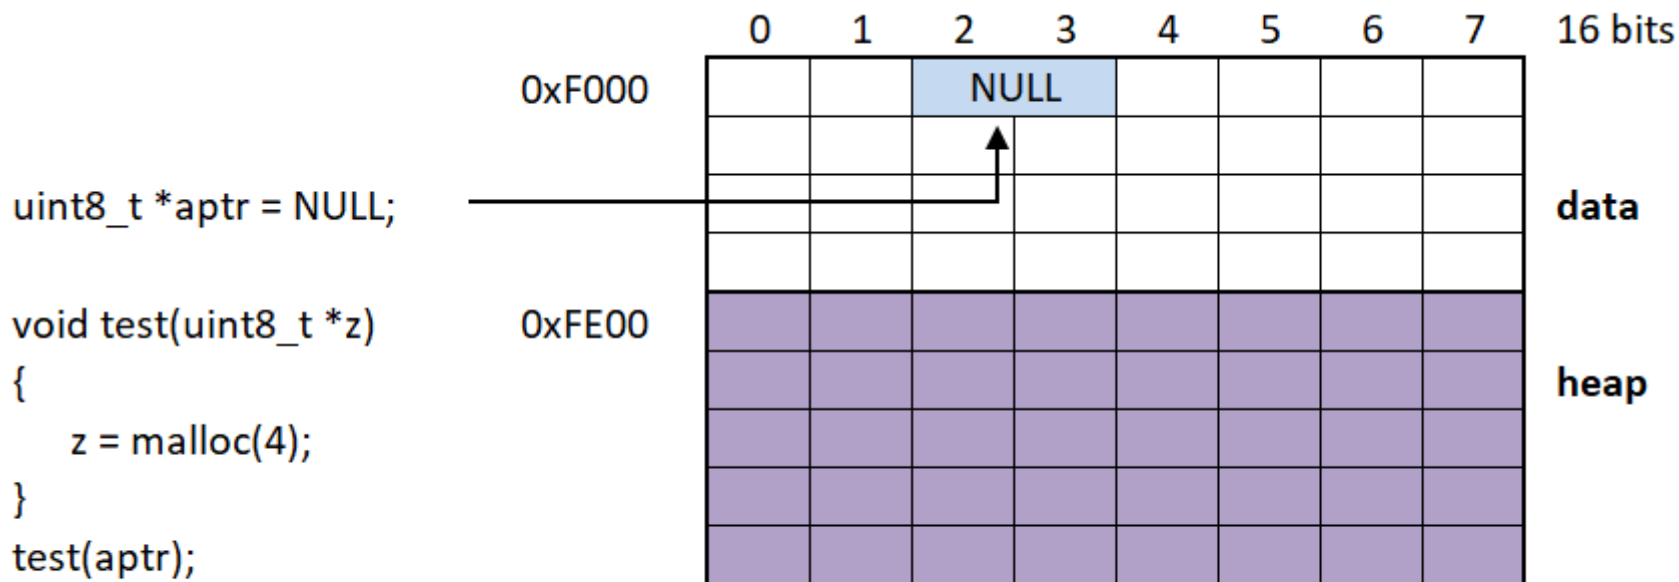 0 1 2 3 4 5 6 7 16 bits
0xF000 NULL
uint8_t *aptr = NULL; data
void test(uint8_t *z) 0xFE00
{ heap
z = malloc(4);
}
test(aptr);